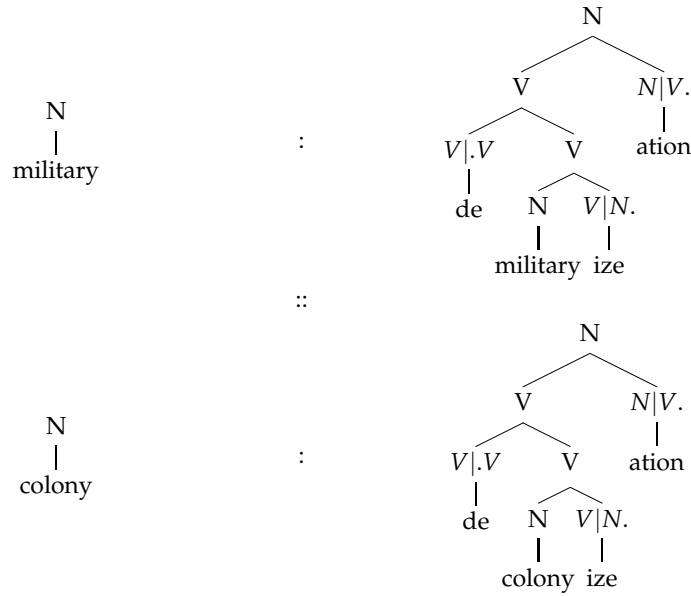 N
V N|V.
N
: V|.V V ation
military
de N V|N.
military ize
::
N
V N|V.
N
: V|.V V ation
colony
de N V|N.
colony ize